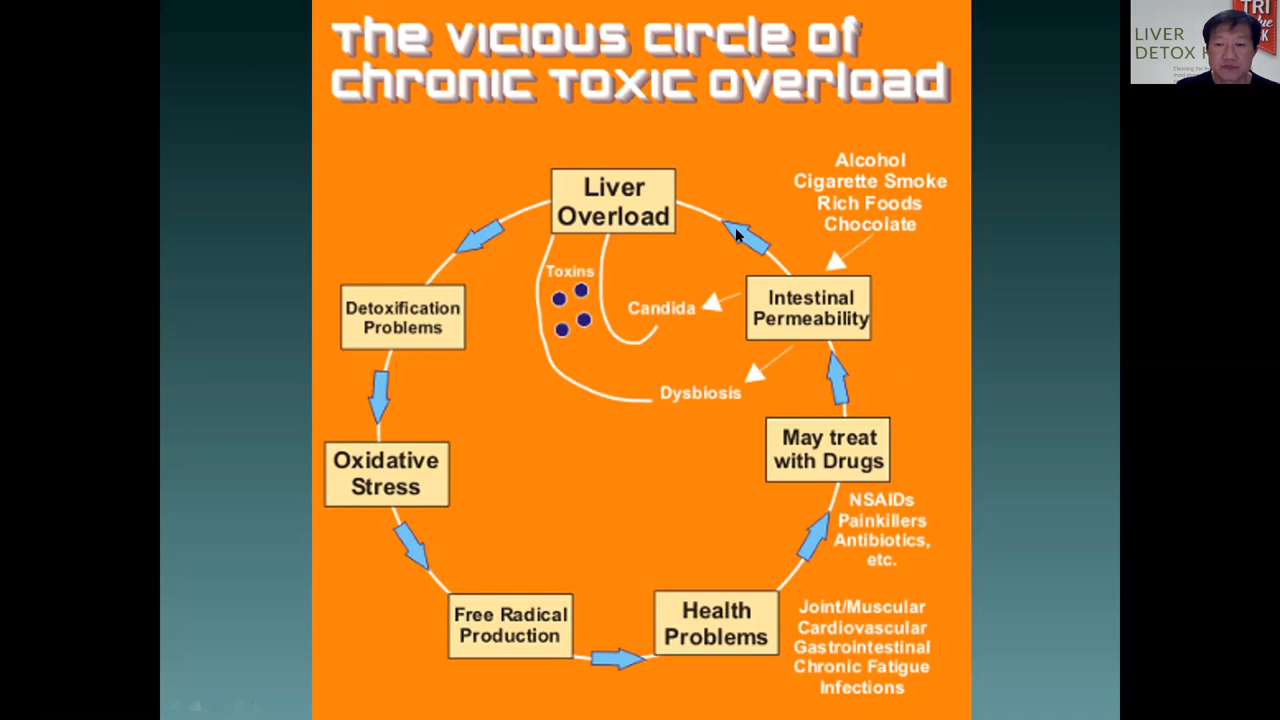 The Vicious Circle of
Chronic Toxic Overload
Liver
Overload
Alcohol
Cigarette Smoke
Rich Foods
Chocolate
Toxins
Candida
Intestinal
Permeability
Detoxification
Problems
Dysbiosis
May treat
with Drugs
Oxidative
Stress
NSAIDs
Painkillers
Antibiotics,
etc.
Free Radical
Production
Health
Problems
Joint/Muscular
Cardiovascular
Gastrointestinal
Chronic Fatigue
Infections
LIVER
DETOX
TRI